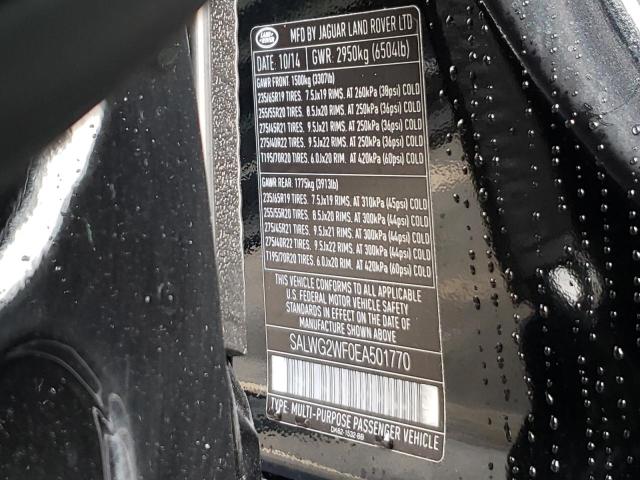 LAND ROVER MFD BY JAGUAR LAND ROVER LTD
DATE: 10/14 GWR: 2950kg (6504lb)
GAWR FRONT: 1500kg (3307lb)
235/65R19 TIRES. 7.5Jx19 RIMS. AT 260kPa (38psi) COLD
255/55R20 TIRES. 8.5Jx20 RIMS. AT 250kPa (36psi) COLD
275/45R21 TIRES. 9.5Jx21 RIMS. AT 250kPa (36psi) COLD
275/40R22 TIRES. 9.5Jx22 RIMS. AT 250kPa (36psi) COLD
T195/70R20 TIRES. 6.0Jx20 RIM. AT 420kPa (60psi) COLD
GAWR REAR: 1775kg (3913lb)
235/65R19 TIRES. 7.5Jx19 RIMS. AT 310kPa (45psi) COLD
255/55R20 TIRES. 8.5Jx20 RIMS. AT 300kPa (44psi) COLD
275/45R21 TIRES. 9.5Jx21 RIMS. AT 300kPa (44psi) COLD
275/40R22 TIRES. 9.5Jx22 RIMS. AT 300kPa (44psi) COLD
T195/70R20 TIRES. 6.0Jx20 RIM. AT 420kPa (60psi) COLD
THIS VEHICLE CONFORMS TO ALL APPLICABLE
U.S. FEDERAL MOTOR VEHICLE SAFETY
STANDARDS IN EFFECT ON THE DATE OF
MANUFACTURE SHOWN ABOVE
SALWG2WF0EA501770
TYPE: MULTI-PURPOSE PASSENGER VEHICLE
DK62-1532-BB